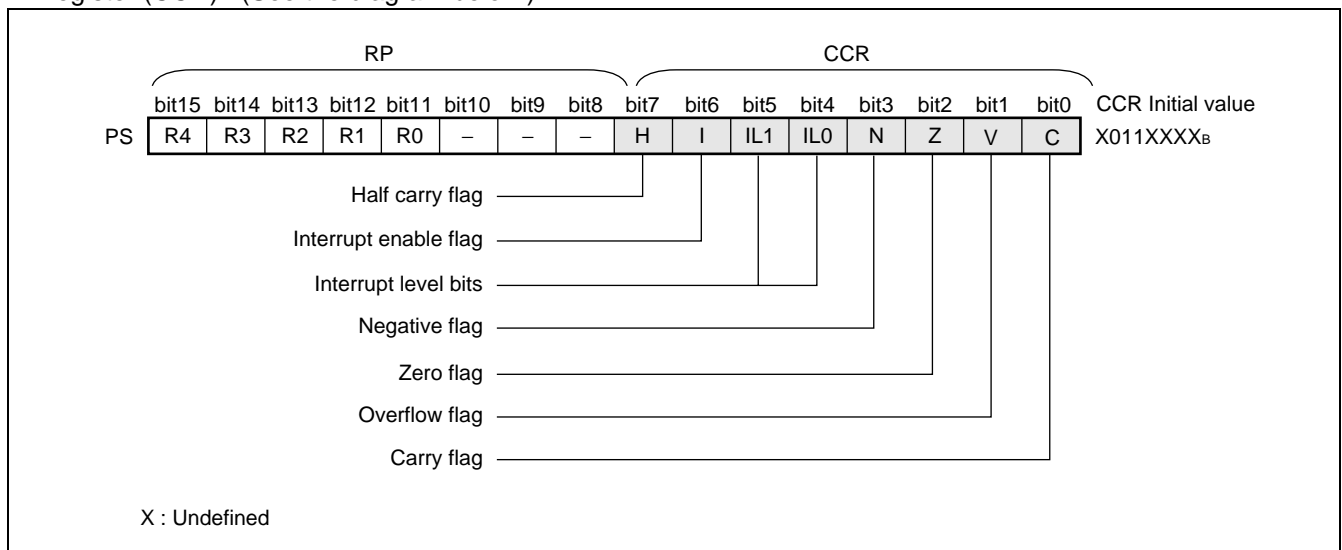 RP CCR
bit15 bit14 bit13 bit12 bit11 bit10 bit9 bit8 bit7 bit6 bit5 bit4 bit3 bit2 bit1 bit0 CCR Initial value
PS R4 R3 R2 R1 R0 – – – H I IL1 IL0 N Z V C X011XXXXB
Half carry flag
Interrupt enable flag
Interrupt level bits
Negative flag
Zero flag
Overflow flag
Carry flag
X : Undefined